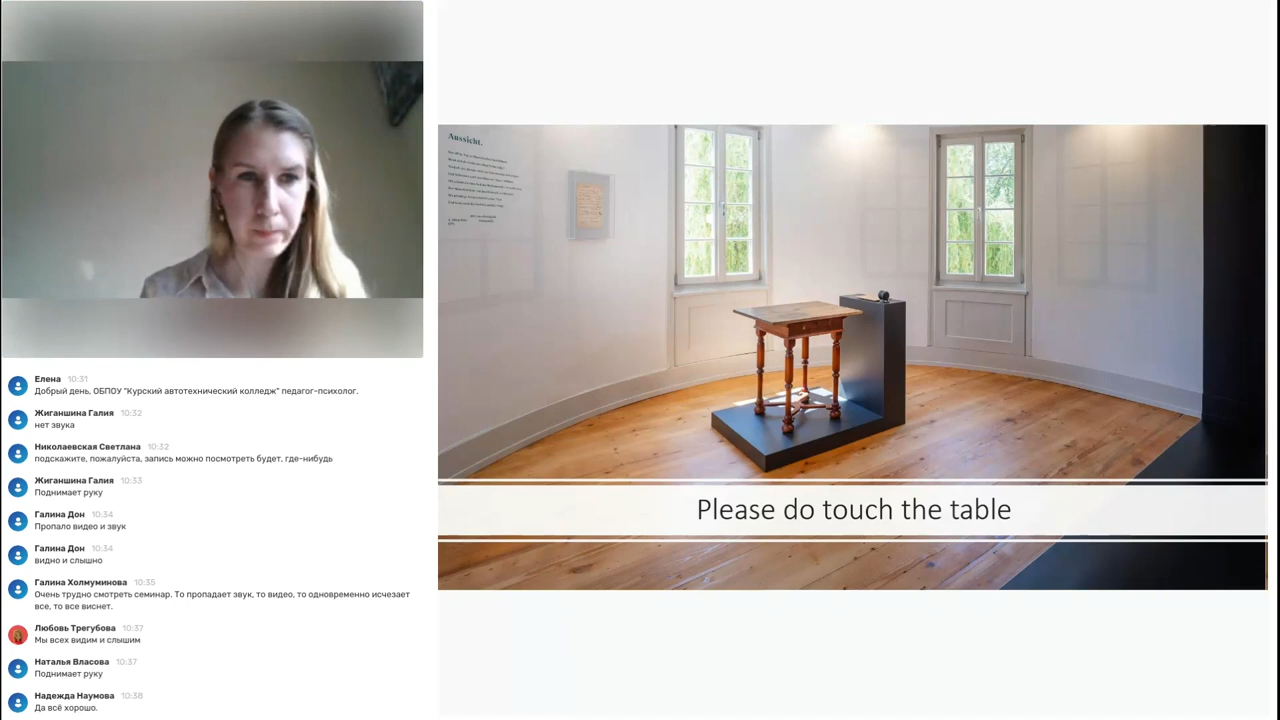 Елена 10:31
Добрый день, ОБПОУ "Курский автотехнический колледж" педагог-психолог.
Жиганшина Галия 10:32
нет звука
Николаевская Светлана 10:32
подскажите, пожалуйста, запись можно посмотреть будет, где-нибудь
Жиганшина Галия 10:33
Поднимает руку
Галина Дон 10:34
Пропало видео и звук
Галина Дон 10:34
видно и слышно
Галина Холмуминова 10:35
Очень трудно смотреть семинар. То пропадает звук, то видео, то одновременно исчезает
все, то все виснет.
Любовь Трегубова 10:37
Мы всех видим и слышим
Наталья Власова 10:37
Поднимает руку
Надежда Наумова 10:38
Да всё хорошо.
Aussicht.
Please do touch the table